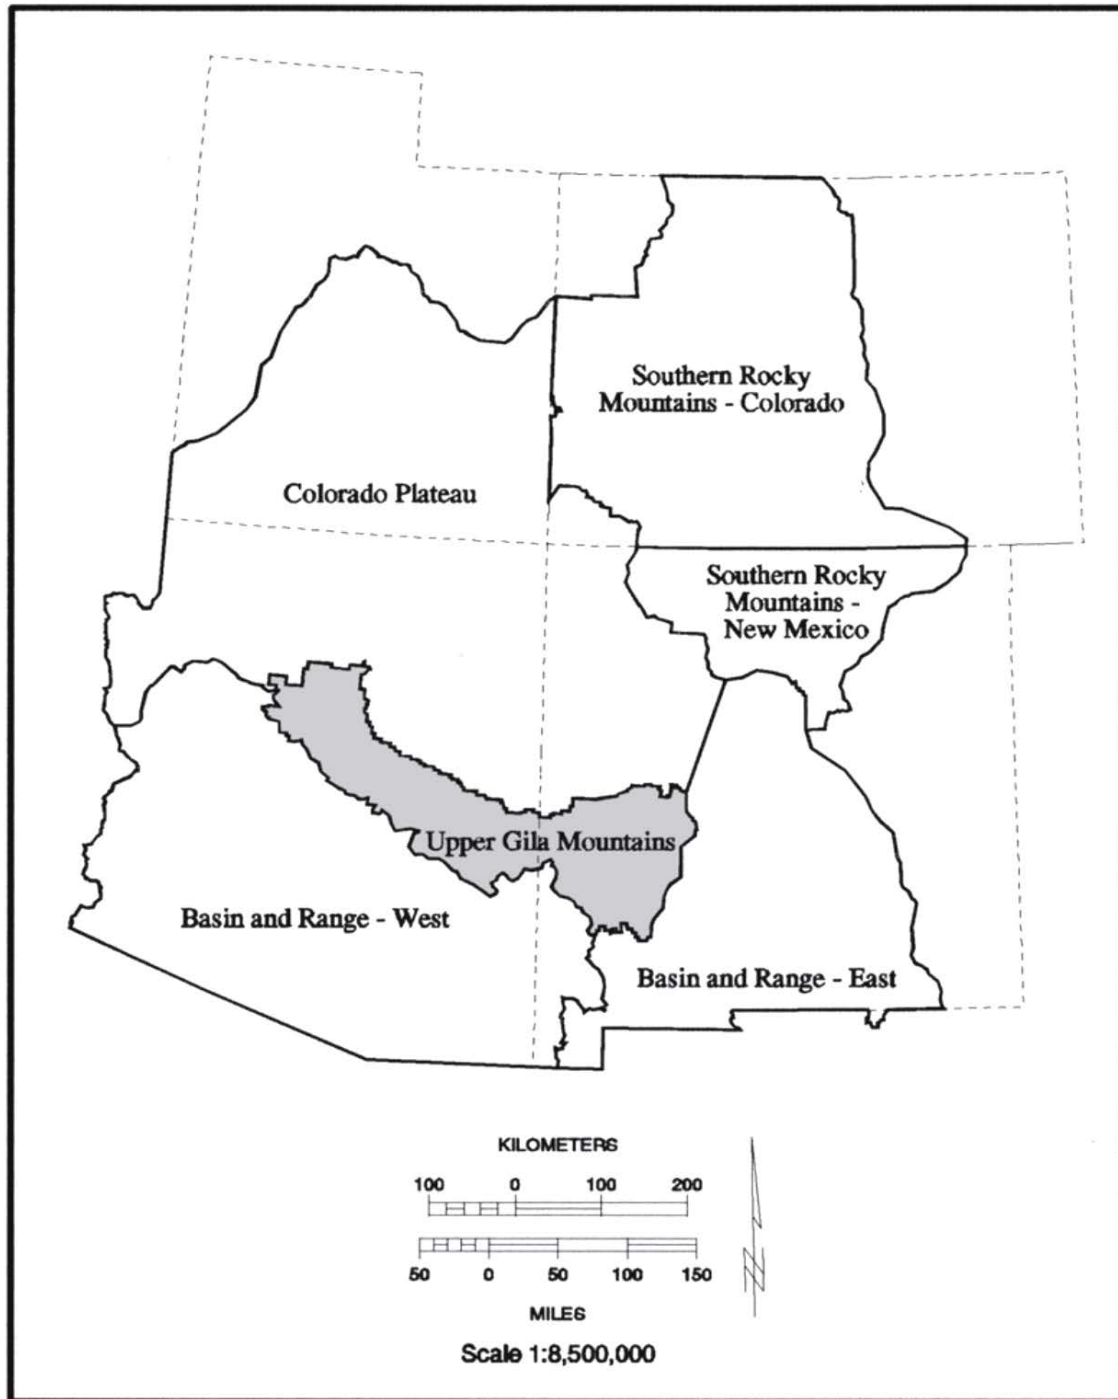 Southern Rocky
Mountains - Colorado
Colorado Plateau
Southern Rocky
Mountains -
New Mexico
Upper Gila Mountains
Basin and Range - West
Basin and Range - East
KILOMETERS
100 0 100 200
50 0 50 100 150
MILES
Scale 1:8,500,000